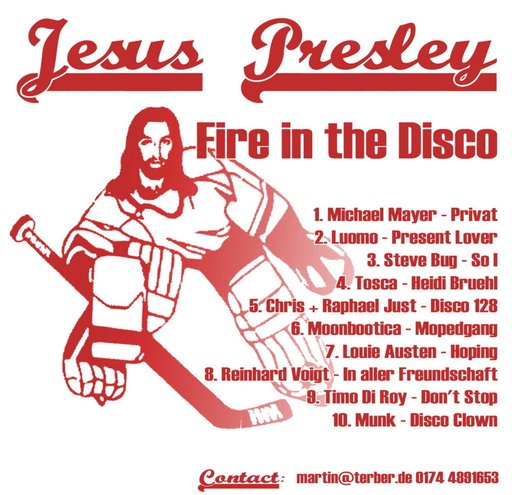 Jesus Presley
Fire in the Disco
1. Michael Mayer - Privat
2. Luomo - Present Lover
3. Steve Bug - So I
4. Tosca - Heidi Bruehl
5. Chris + Raphael Just - Disco 128
6. Moonbootica - Mopedgang
7. Louie Austen - Hoping
8. Reinhard Voigt - In aller Freundschaft
9. Timo Di Roy - Don't Stop
10. Munk - Disco Clown
Contact: martin@terber.de 0174 4891653